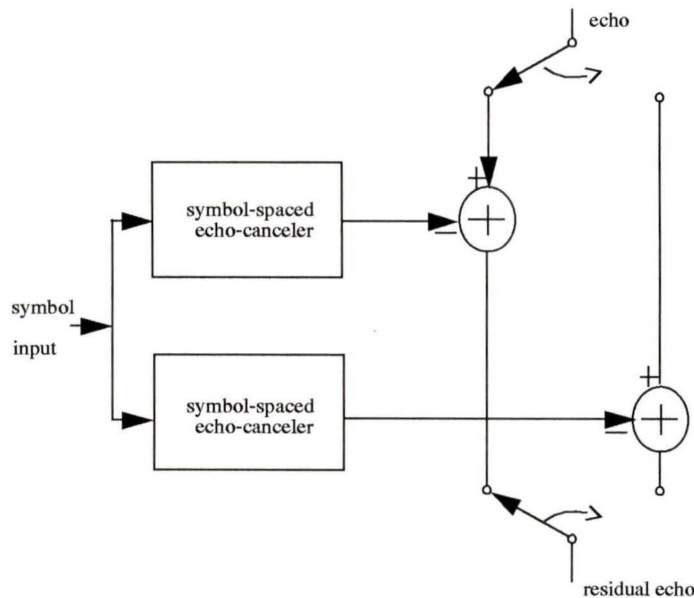 echo
+
symbol-spaced
echo-canceler
+
−
symbol
input
symbol-spaced
echo-canceler
+
+
−
residual echo